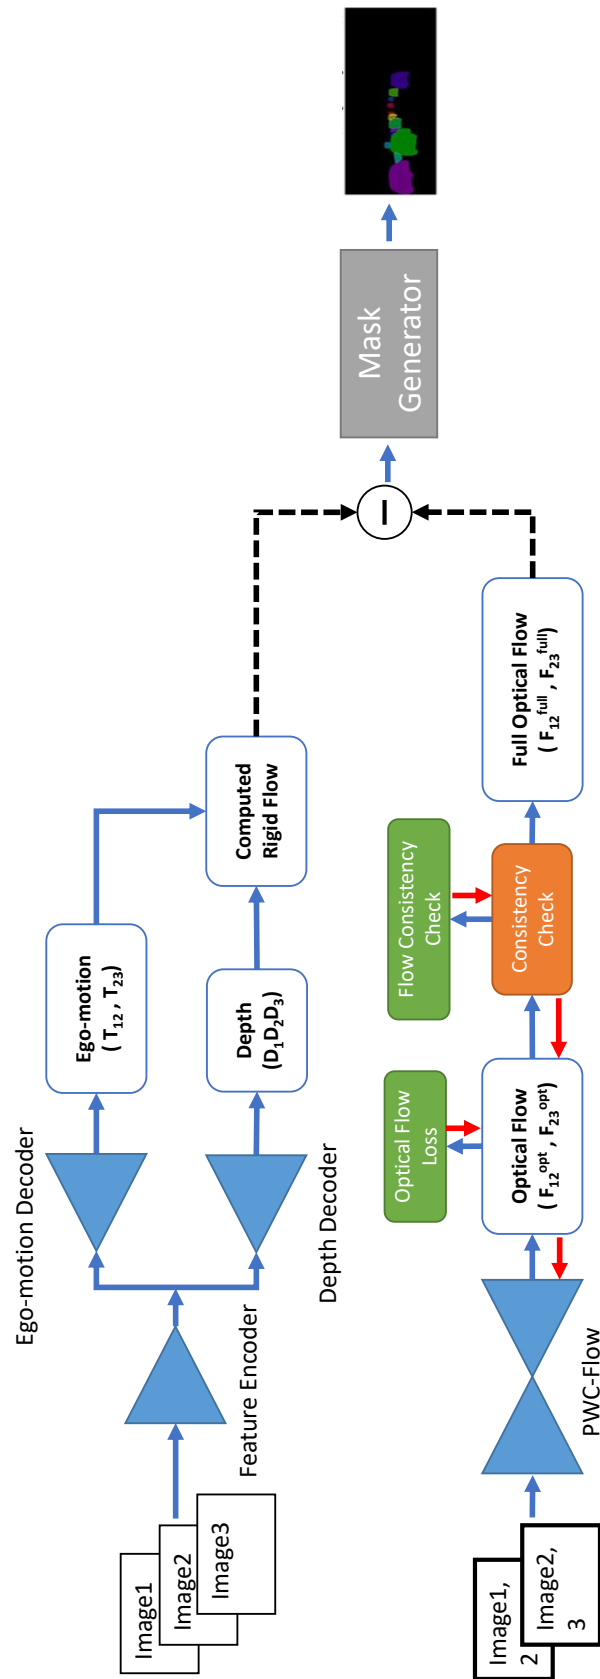 Image1
Image2
Image3
Feature Encoder
Ego-motion Decoder
Depth Decoder
Ego-motion
( T₁₂ , T₂₃)
Depth
(D₁D₂D₃)
Computed
Rigid Flow
Image1,
2
Image2,
3
PWC-Flow
Optical Flow
Loss
Optical Flow
( F₁₂ᵒᵖᵗ , F₂₃ᵒᵖᵗ)
Flow Consistency
Check
Consistency
Check
Full Optical Flow
( F₁₂ᶠᵘˡˡ , F₂₃ᶠᵘˡˡ)
Mask
Generator